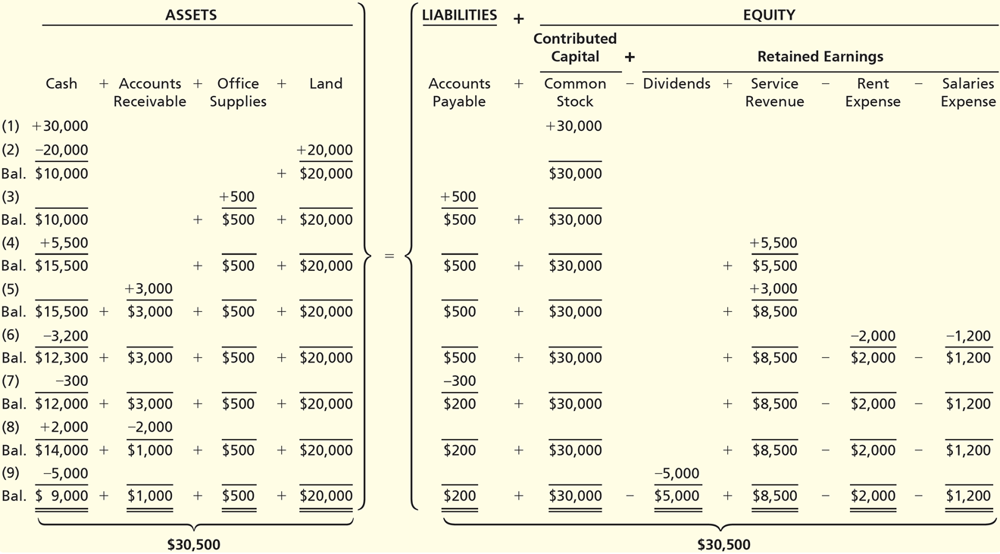 ASSETS LIABILITIES + EQUITY
Contributed
Capital + Retained Earnings
Cash + Accounts + Office + Land Accounts + Common − Dividends + Service − Rent − Salaries
Receivable Supplies Payable Stock Revenue Expense Expense
(1) +30,000 +30,000
(2) −20,000 +20,000
Bal. $10,000 + $20,000 $30,000
(3) +500 +500
Bal. $10,000 + $500 + $20,000 $500 + $30,000
(4) +5,500 = +5,500
Bal. $15,500 + $500 + $20,000 $500 + $30,000 + $5,500
(5) +3,000 +3,000
Bal. $15,500 + $3,000 + $500 + $20,000 $500 + $30,000 + $8,500
(6) −3,200 −2,000 −1,200
Bal. $12,300 + $3,000 + $500 + $20,000 $500 + $30,000 + $8,500 − $2,000 − $1,200
(7) −300 −300
Bal. $12,000 + $3,000 + $500 + $20,000 $200 + $30,000 + $8,500 − $2,000 − $1,200
(8) +2,000 −2,000
Bal. $14,000 + $1,000 + $500 + $20,000 $200 + $30,000 + $8,500 − $2,000 − $1,200
(9) −5,000 −5,000
Bal. $ 9,000 + $1,000 + $500 + $20,000 $200 + $30,000 − $5,000 + $8,500 − $2,000 − $1,200
$30,500 $30,500